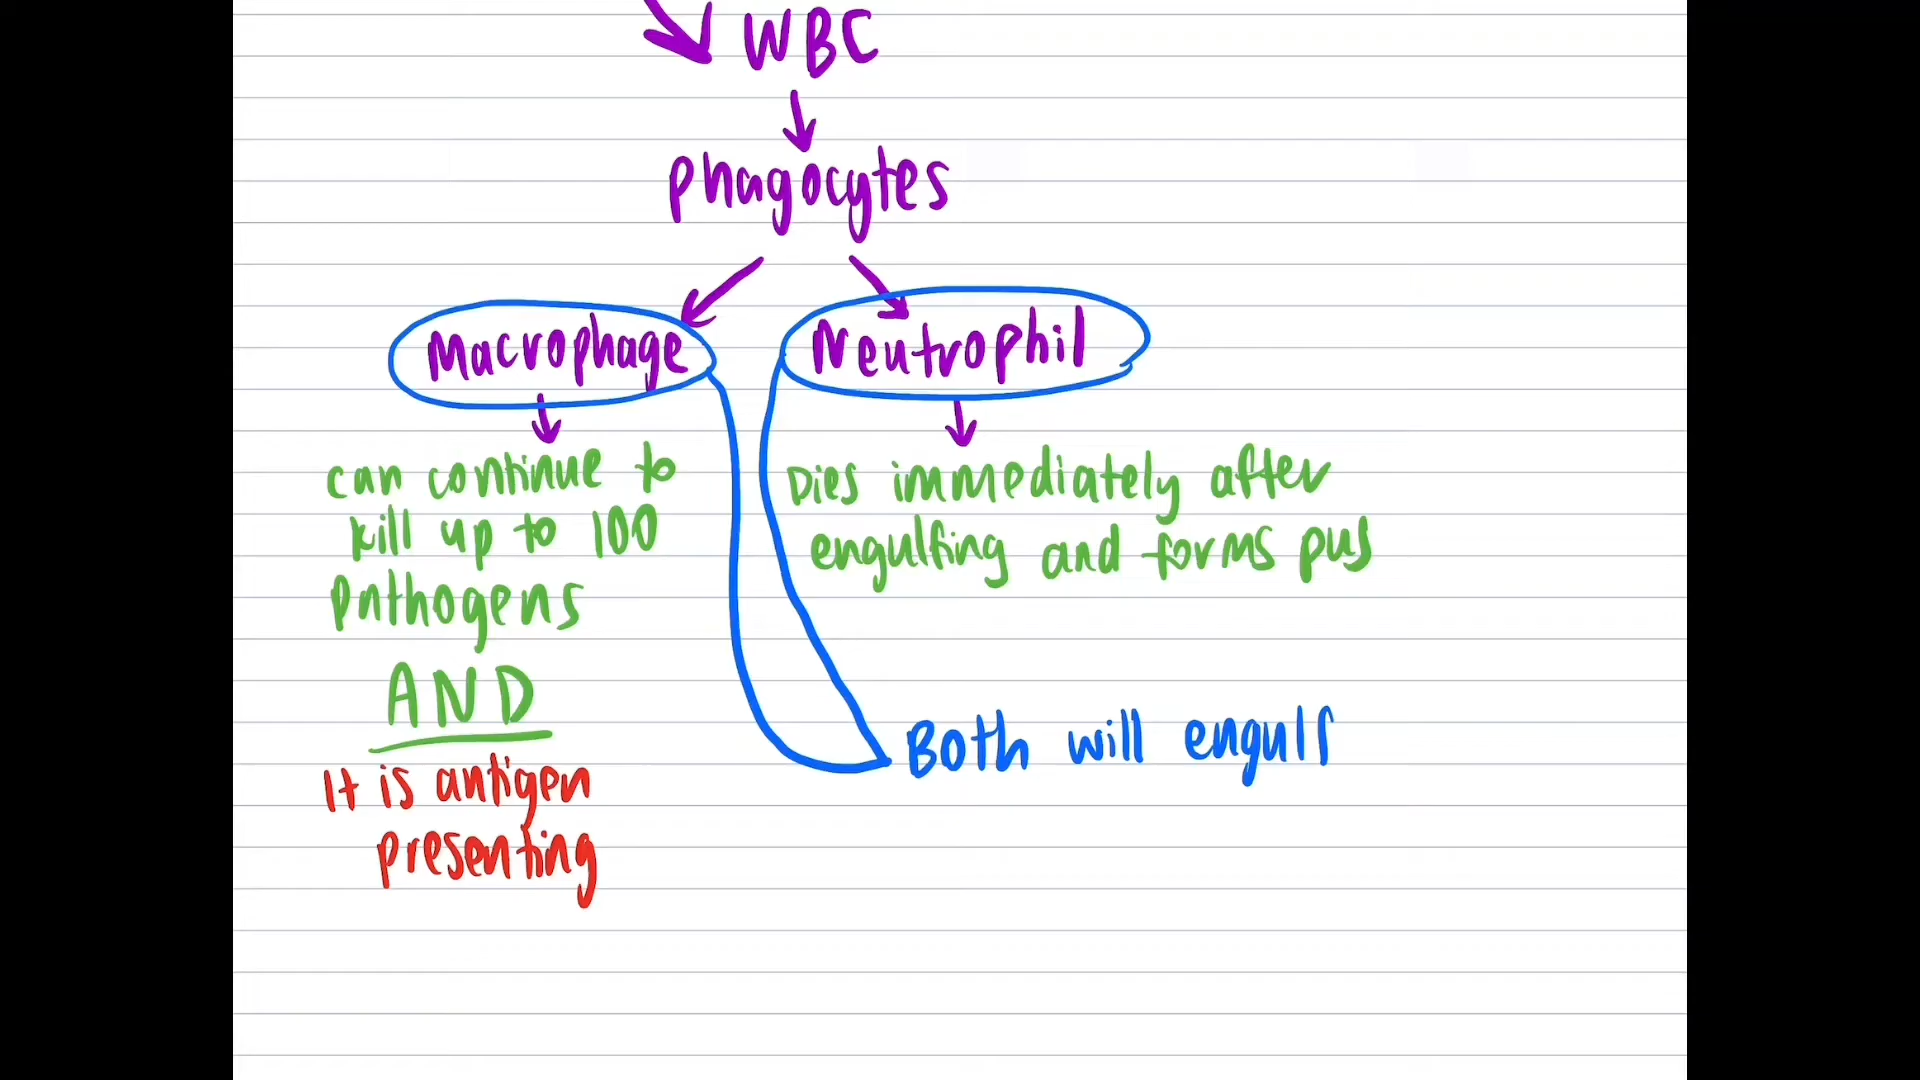 WBC
Phagocytes
Macrophage
Neutrophil
can continue to
kill up to 100
Pathogens
AND
It is antigen
presenting
Dies immediately after
engulfing and forms pus
Both will engulf